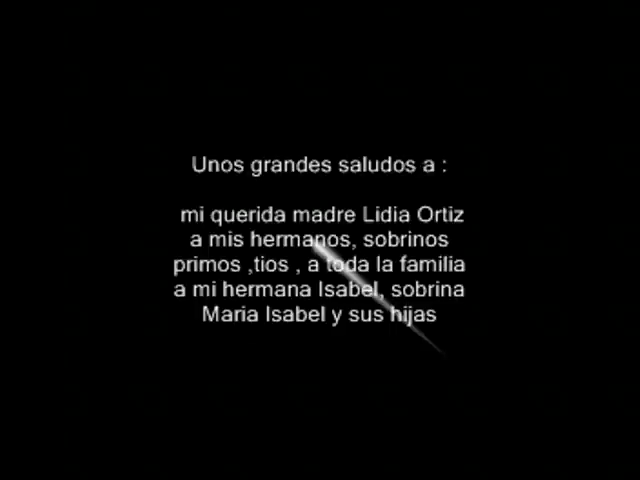 Unos grandes saludos a :
mi querida madre Lidia Ortiz
a mis hermanos, sobrinos
primos ,tios , a toda la familia
a mi hermana Isabel, sobrina
Maria Isabel y sus hijas